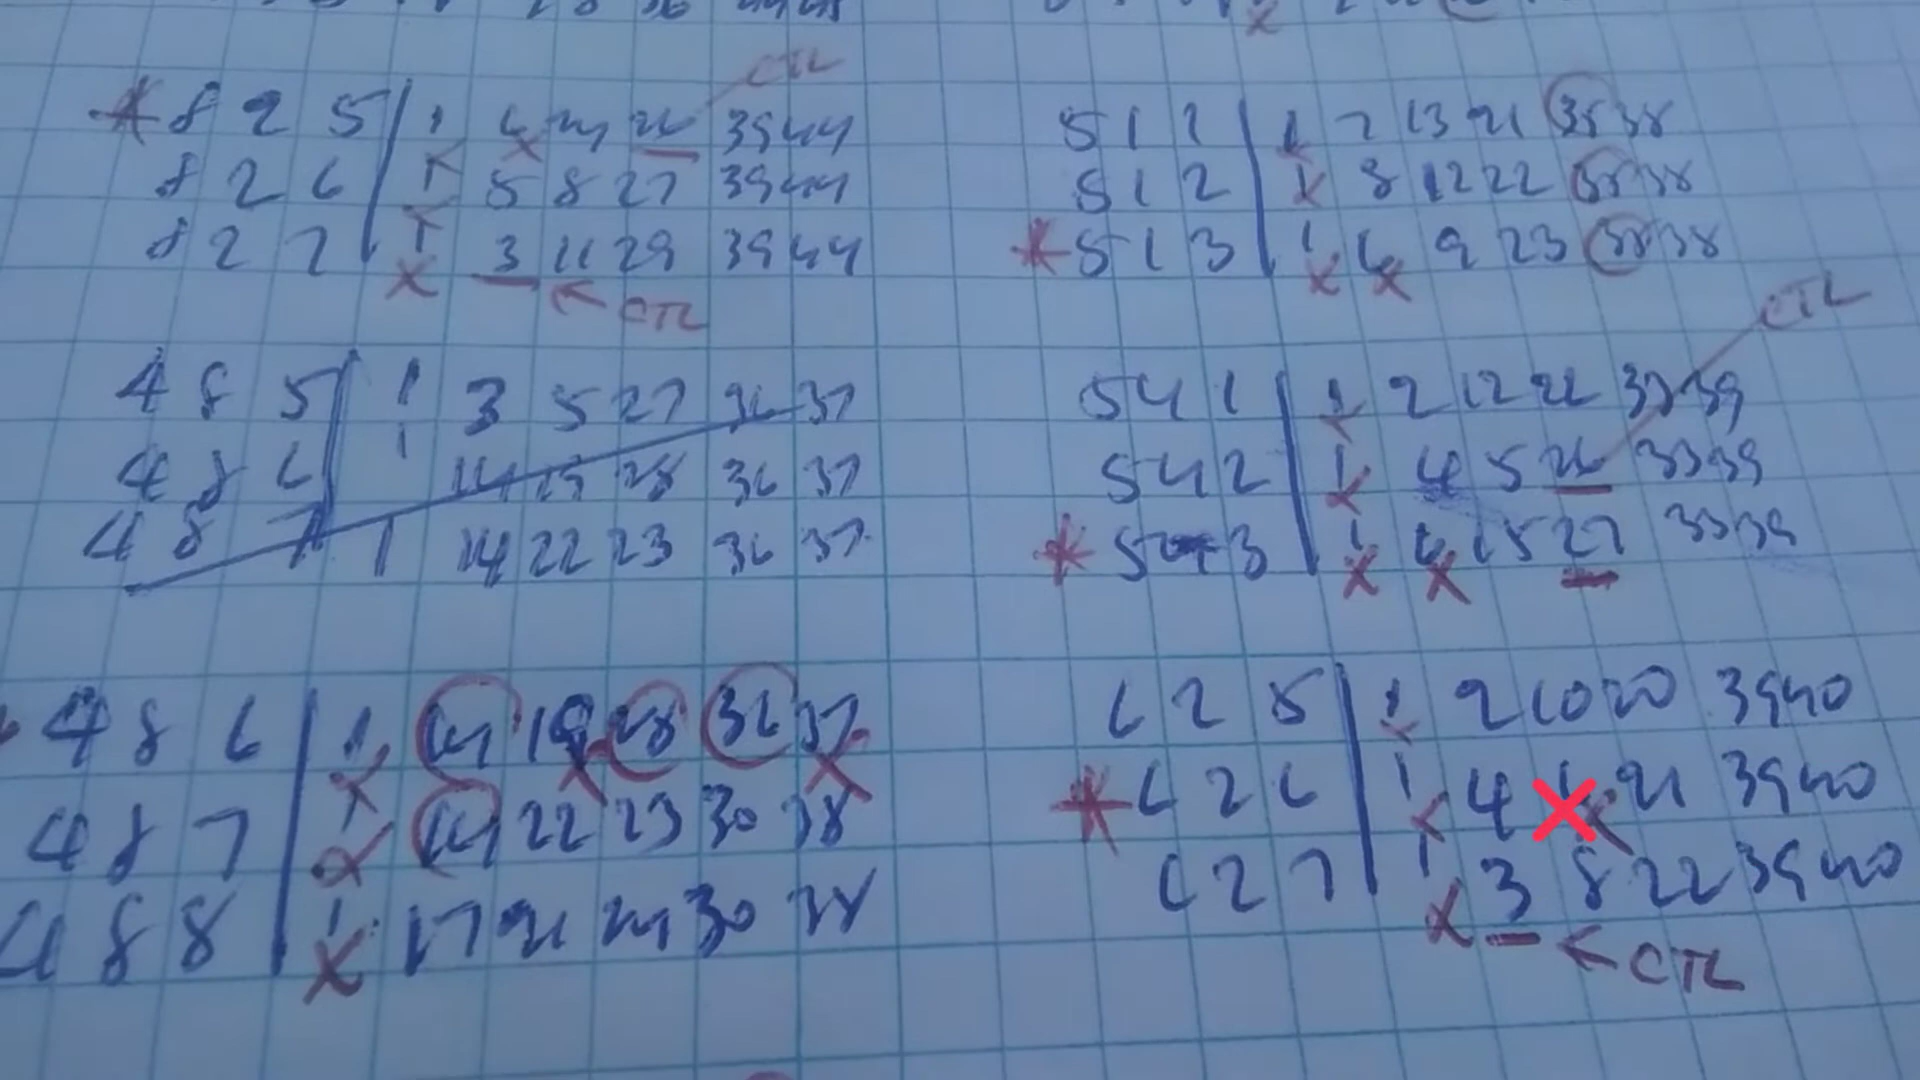 CTL
8 2 5 | 1 6 24 26 39 44
8 2 6 | 1 5 8 27 39 44
8 2 7 | 1 3 11 29 39 44
CTL
4 8 5 | 1 3 5 27 36 37
4 8 6 | 1 14 19 28 36 37
4 8 7 | 1 14 22 23 36 37
4 8 6 | 1 14 19 28 36 37
4 8 7 | 1 14 22 23 30 38
4 8 8 | 1 17 21 24 30 38
5 1 1 | 1 7 13 21 38
5 1 2 | 1 8 12 22 38
5 1 3 | 1 6 9 23 38
CTL
5 4 1 | 1 2 12 22 33 39
5 4 2 | 1 4 5 26 33 39
5 4 3 | 1 6 15 27 33 39
6 2 5 | 1 2 10 20 39 40
6 2 6 | 1 4 21 39 40
6 2 7 | 1 3 8 22 39 40
CTL